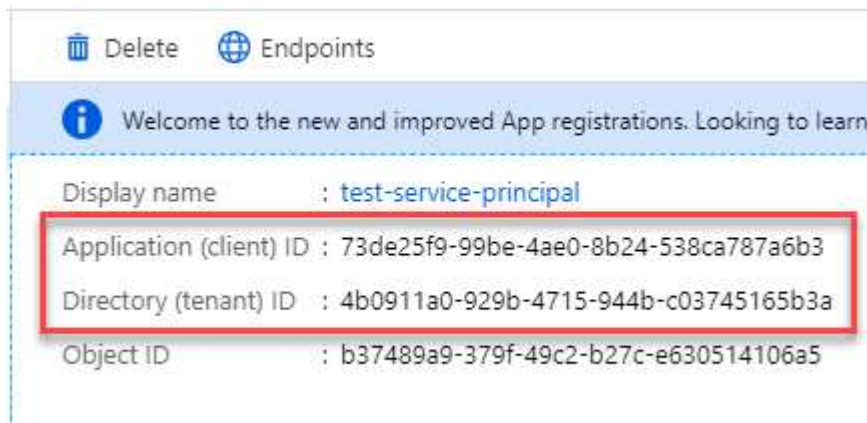 Delete Endpoints
Welcome to the new and improved App registrations. Looking to learn
Display name : test-service-principal
Application (client) ID : 73de25f9-99be-4ae0-8b24-538ca787a6b3
Directory (tenant) ID : 4b0911a0-929b-4715-944b-c03745165b3a
Object ID : b37489a9-379f-49c2-b27c-e630514106a5